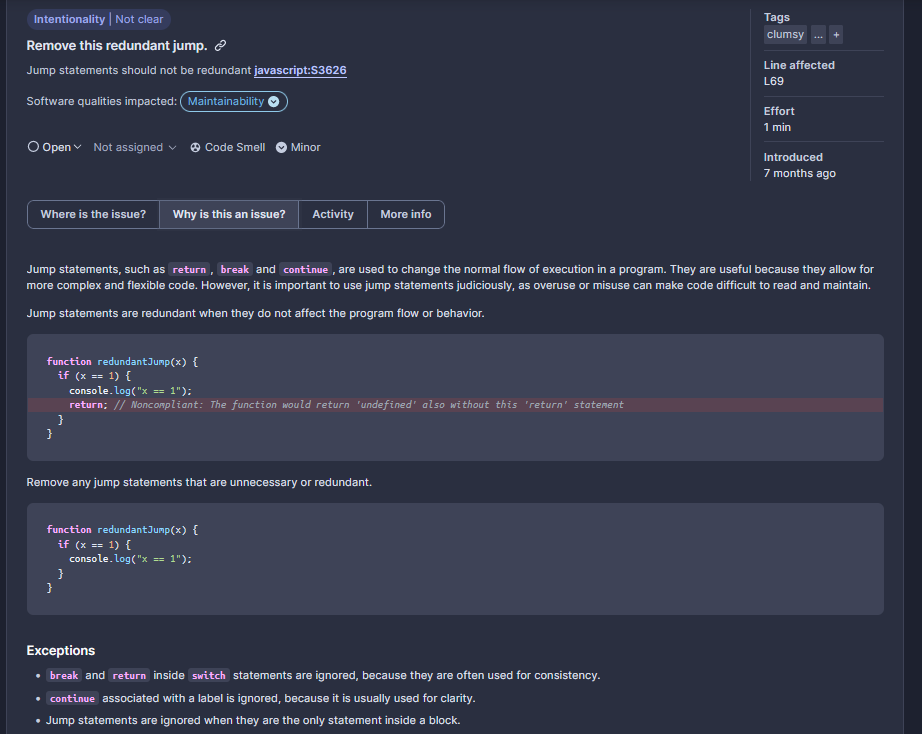 Intentionality | Not clear
Remove this redundant jump.
Jump statements should not be redundant javascript:S3626
Software qualities impacted: Maintainability
Open Not assigned Code Smell Minor
Tags
clumsy ... +
Line affected
L69
Effort
1 min
Introduced
7 months ago
Where is the issue? Why is this an issue? Activity More info
Jump statements, such as return, break and continue, are used to change the normal flow of execution in a program. They are useful because they allow for
more complex and flexible code. However, it is important to use jump statements judiciously, as overuse or misuse can make code difficult to read and maintain.
Jump statements are redundant when they do not affect the program flow or behavior.
function redundantJump(x) {
  if (x == 1) {
    console.log("x == 1");
    return; // Noncompliant: The function would return 'undefined' also without this 'return' statement
  }
}
Remove any jump statements that are unnecessary or redundant.
function redundantJump(x) {
  if (x == 1) {
    console.log("x == 1");
  }
}
Exceptions
• break and return inside switch statements are ignored, because they are often used for consistency.
• continue associated with a label is ignored, because it is usually used for clarity.
• Jump statements are ignored when they are the only statement inside a block.